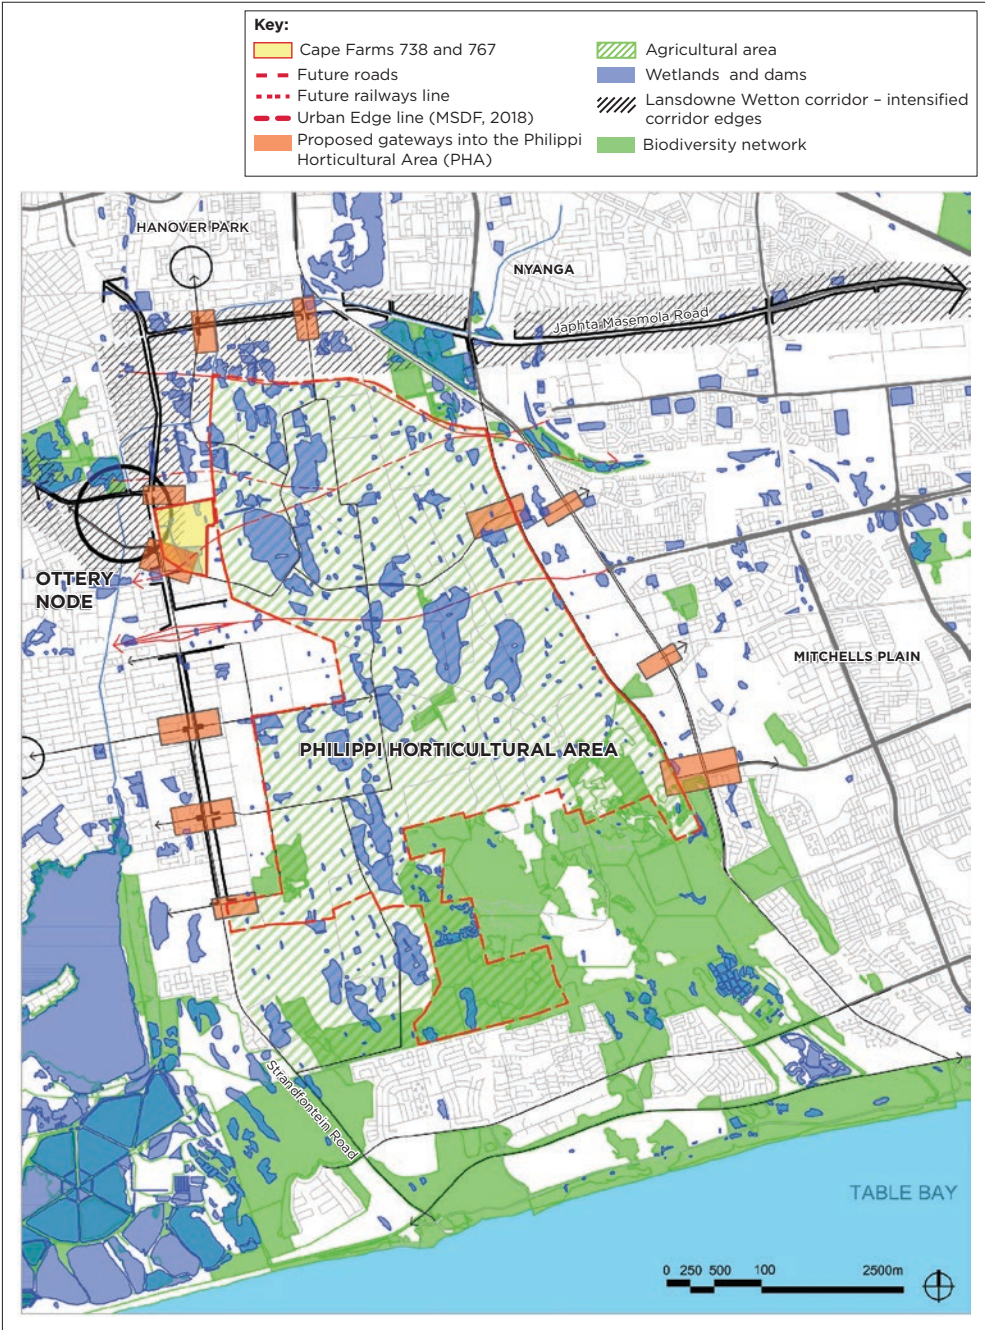 Key:
Cape Farms 738 and 767
Future roads
Future railways line
Urban Edge line (MSDF, 2018)
Proposed gateways into the Philippi
Horticultural Area (PHA)
Agricultural area
Wetlands and dams
Lansdowne Wetton corridor – intensified
corridor edges
Biodiversity network
HANOVER PARK
NYANGA
Japhta Masemola Road
OTTERY
NODE
MITCHELLS PLAIN
PHILIPPI HORTICULTURAL AREA
Strandfontein Road
TABLE BAY
0 250 500 100 2500m